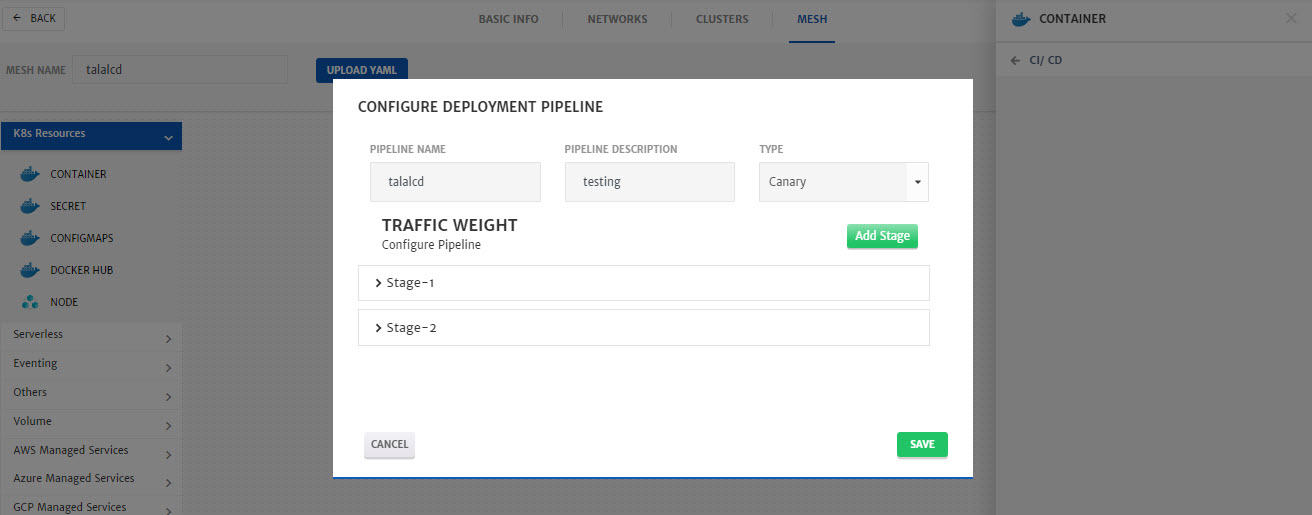 BACK
BASIC INFO
NETWORKS
CLUSTERS
MESH
CONTAINER
CI/ CD
MESH NAME
talalcd
UPLOAD YAML
K8s Resources
CONTAINER
SECRET
CONFIGMAPS
DOCKER HUB
NODE
Serverless
Eventing
Others
Volume
AWS Managed Services
Azure Managed Services
GCP Managed Services
CONFIGURE DEPLOYMENT PIPELINE
PIPELINE NAME
PIPELINE DESCRIPTION
TYPE
talalcd
testing
Canary
TRAFFIC WEIGHT
Configure Pipeline
Add Stage
Stage-1
Stage-2
CANCEL
SAVE